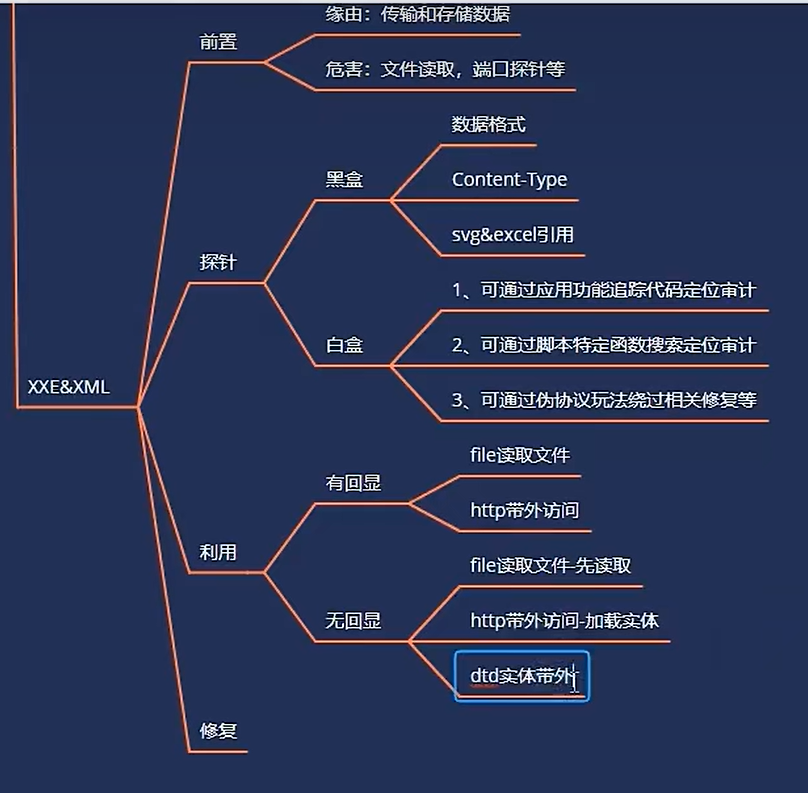 缘由：传输和存储数据
前置
危害：文件读取，端口探针等
数据格式
黑盒
Content-Type
svg&excel引用
探针
1、可通过应用功能追踪代码定位审计
白盒
2、可通过脚本特定函数搜索定位审计
3、可通过伪协议玩法绕过相关修复等
XXE&XML
file读取文件
有回显
http带外访问
利用
file读取文件-先读取
无回显
http带外访问-加载实体
dtd实体带外
修复